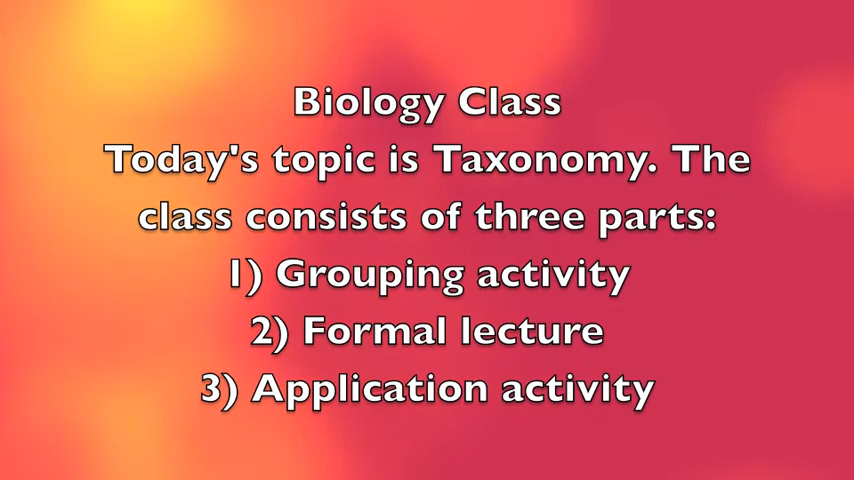 Biology Class
Today's topic is Taxonomy. The
class consists of three parts:
1) Grouping activity
2) Formal lecture
3) Application activity